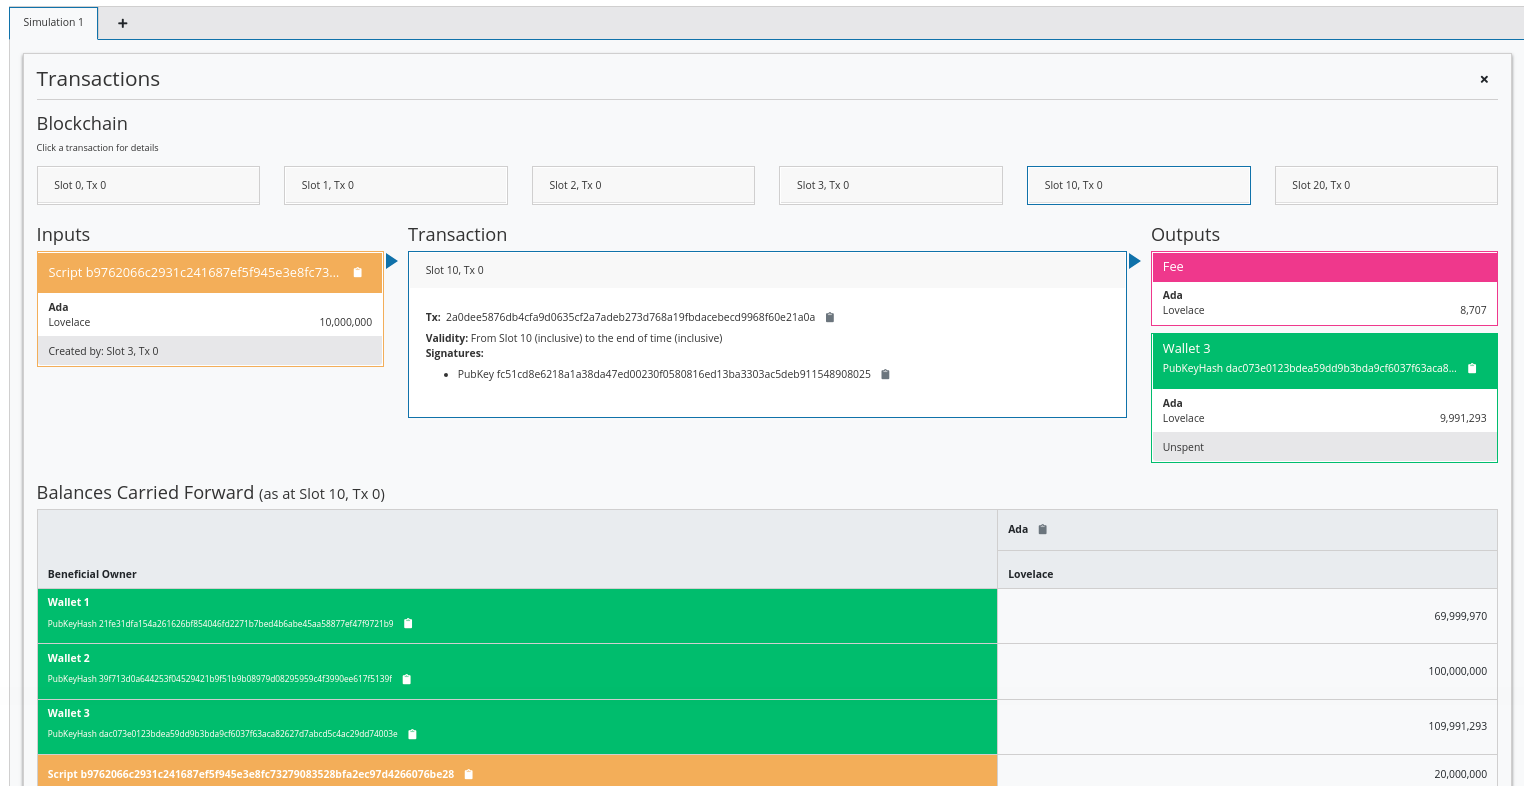 Simulation 1
+
Transactions
×
Blockchain
Click a transaction for details
Slot 0, Tx 0
Slot 1, Tx 0
Slot 2, Tx 0
Slot 3, Tx 0
Slot 10, Tx 0
Slot 20, Tx 0
Inputs
Script b9762066c2931c241687ef5f945e3e8fc73...
Ada
Lovelace 10,000,000
Created by: Slot 3, Tx 0
Transaction
Slot 10, Tx 0
Tx: 2a0dee5876db4cfa9d0635cf2a7adeb273d768a19fbdacebecd9968f60e21a0a
Validity: From Slot 10 (inclusive) to the end of time (inclusive)
Signatures:
• PubKey fc51cd8e6218a1a38da47ed00230f0580816ed13ba3303ac5deb911548908025
Outputs
Fee
Ada
Lovelace 8,707
Wallet 3
PubKeyHash dac073e0123bdea59dd9b3bda9cf6037f63aca8...
Ada
Lovelace 9,991,293
Unspent
Balances Carried Forward (as at Slot 10, Tx 0)
Ada
Beneficial Owner Lovelace
Wallet 1
PubKeyHash 21fe31dfa154a261626bf854046fd2271b7bed4b6abe45aa58877ef47f9721b9
69,999,970
Wallet 2
PubKeyHash 39f713d0a644253f04529421b9f51b9b08979d08295959c4f3990ee617f5139f
100,000,000
Wallet 3
PubKeyHash dac073e0123bdea59dd9b3bda9cf6037f63aca82627d7abcd5c4ac29dd74003e
109,991,293
Script b9762066c2931c241687ef5f945e3e8fc73279083528bfa2ec97d4266076be28 20,000,000